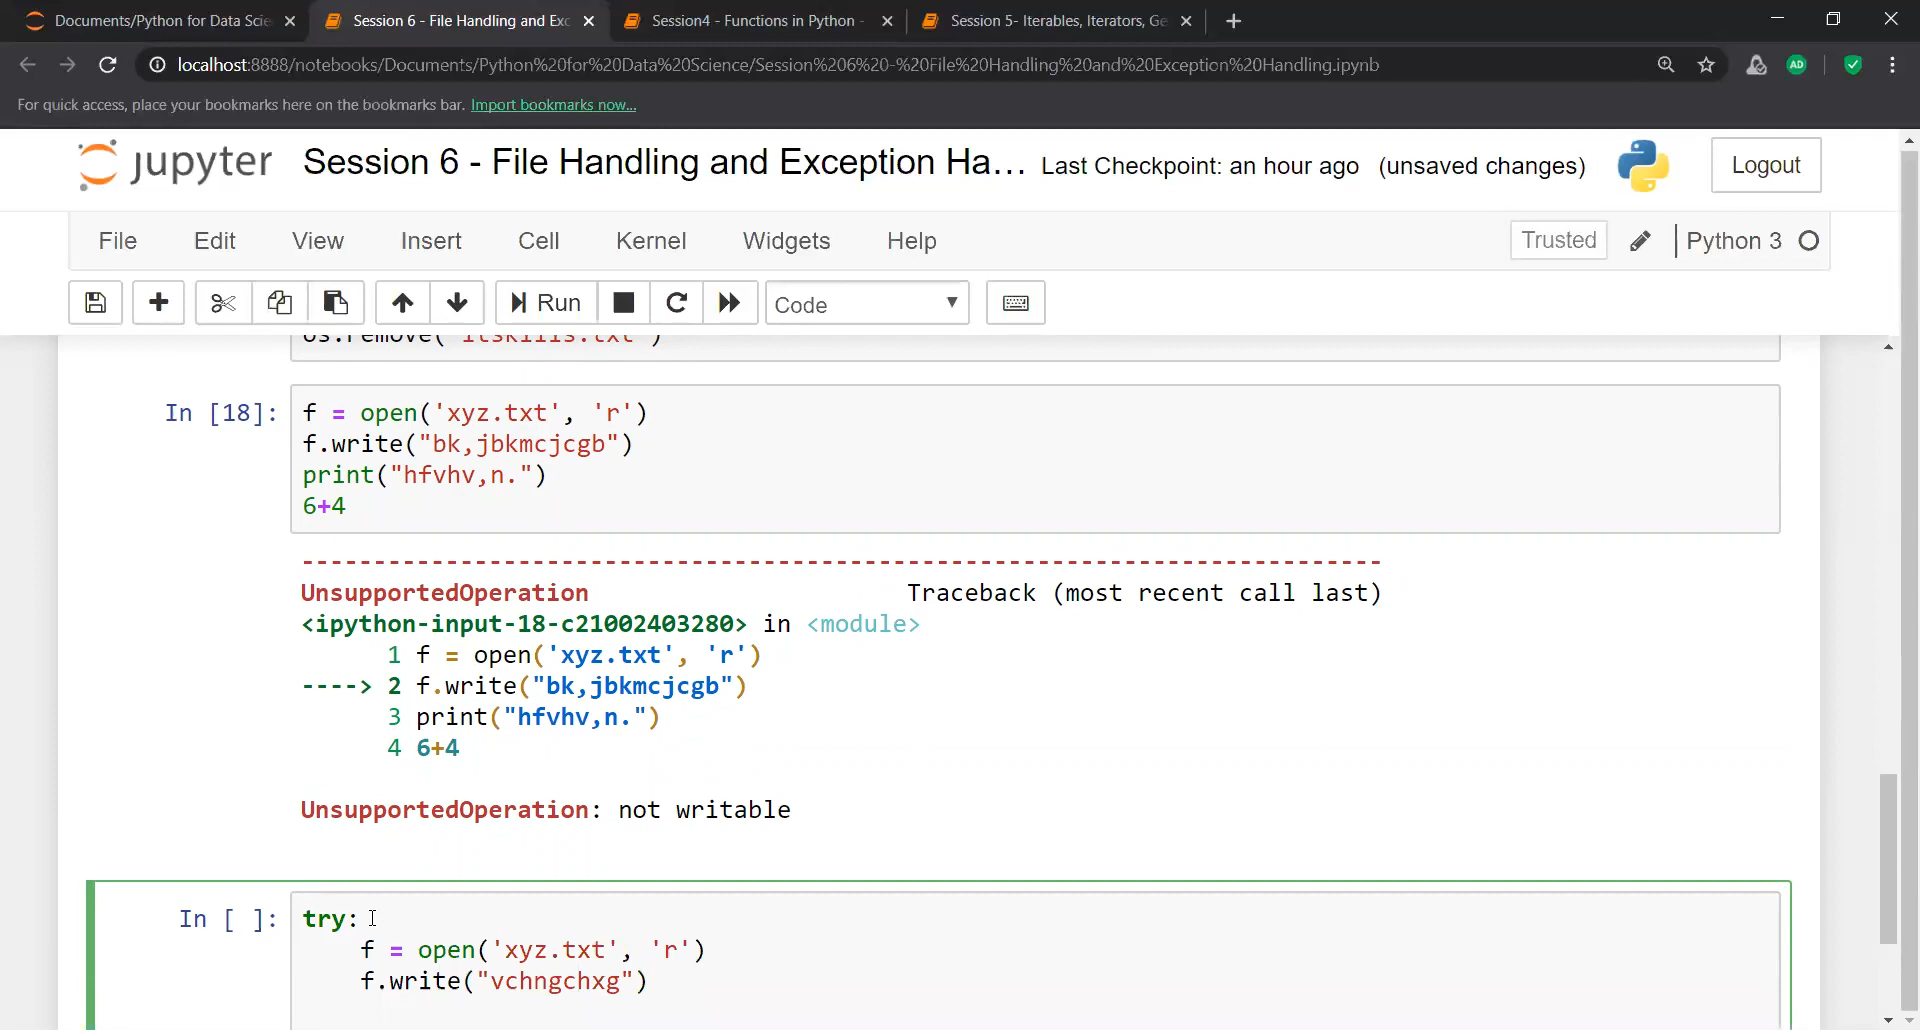 Documents/Python for Data Scie
Session 6 - File Handling and Exc
Session4 - Functions in Python -
Session 5- Iterables, Iterators, Ge
localhost:8888/notebooks/Documents/Python%20for%20Data%20Science/Session%206%20-%20File%20Handling%20and%20Exception%20Handling.ipynb
AD
For quick access, place your bookmarks here on the bookmarks bar. Import bookmarks now...
jupyter Session 6 - File Handling and Exception Ha... Last Checkpoint: an hour ago (unsaved changes) Logout
File Edit View Insert Cell Kernel Widgets Help Trusted Python 3
Run Code
os.remove("itskills.txt")
In [18]: f = open('xyz.txt', 'r')
f.write("bk,jbkmcjcgb")
print("hfvhv,n.")
6+4
---------------------------------------------------------------------------
UnsupportedOperation Traceback (most recent call last)
<ipython-input-18-c21002403280> in <module>
1 f = open('xyz.txt', 'r')
----> 2 f.write("bk,jbkmcjcgb")
3 print("hfvhv,n.")
4 6+4
UnsupportedOperation: not writable
In [ ]: try:
f = open('xyz.txt', 'r')
f.write("vchngchxg")